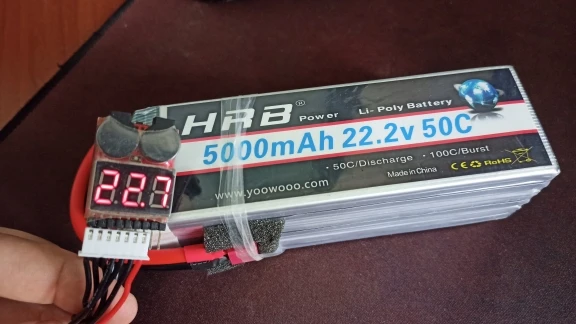 HRB® Power Li-Poly Battery
5000mAh 22.2v 50C
· 50C/Discharge · 100C/Burst
Made in China CE RoHS
www.yoowooo.com
22.7